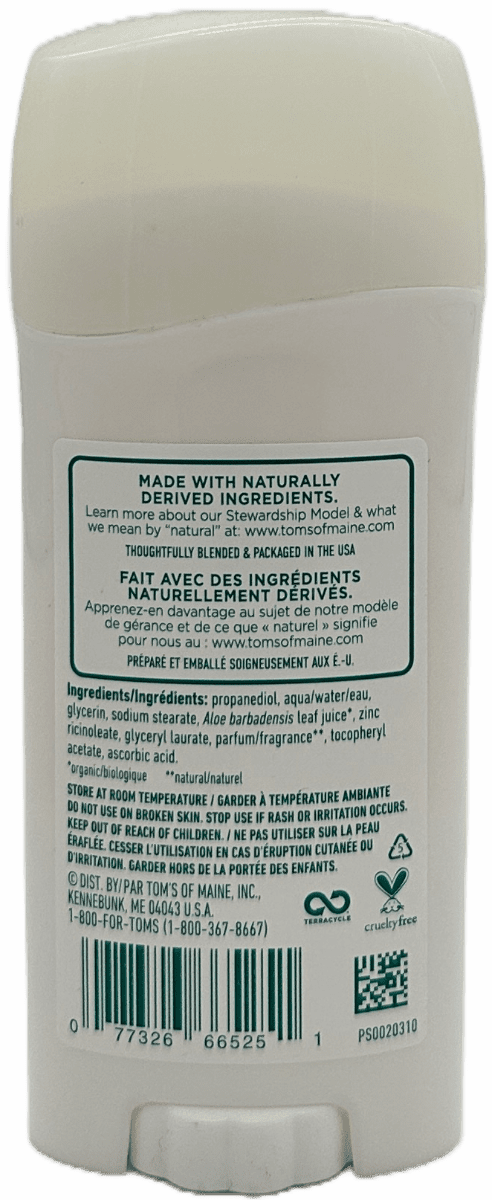 MADE WITH NATURALLY
DERIVED INGREDIENTS.
Learn more about our Stewardship Model & what
we mean by "natural" at: www.tomsofmaine.com
THOUGHTFULLY BLENDED & PACKAGED IN THE USA
FAIT AVEC DES INGRÉDIENTS
NATURELLEMENT DÉRIVÉS.
Apprenez-en davantage au sujet de notre modèle
de gérance et de ce que « naturel » signifie
pour nous au : www.tomsofmaine.com
PRÉPARÉ ET EMBALLÉ SOIGNEUSEMENT AUX É.-U.
Ingredients/Ingrédients: propanediol, aqua/water/eau,
glycerin, sodium stearate, Aloe barbadensis leaf juice*, zinc
ricinoleate, glyceryl laurate, parfum/fragrance**, tocopheryl
acetate, ascorbic acid.
*organic/biologique **natural/naturel
STORE AT ROOM TEMPERATURE / GARDER À TEMPÉRATURE AMBIANTE
DO NOT USE ON BROKEN SKIN. STOP USE IF RASH OR IRRITATION OCCURS.
KEEP OUT OF REACH OF CHILDREN. / NE PAS UTILISER SUR LA PEAU
ÉRAFLÉE. CESSER L'UTILISATION EN CAS D'ÉRUPTION CUTANÉE OU
D'IRRITATION. GARDER HORS DE LA PORTÉE DES ENFANTS.
5
© DIST. BY/PAR TOM'S OF MAINE, INC.,
KENNEBUNK, ME 04043 U.S.A.
1-800-FOR-TOMS (1-800-367-8667)
TERRACYCLE
crueltyfree
0 77326 66525 1
PS0020310